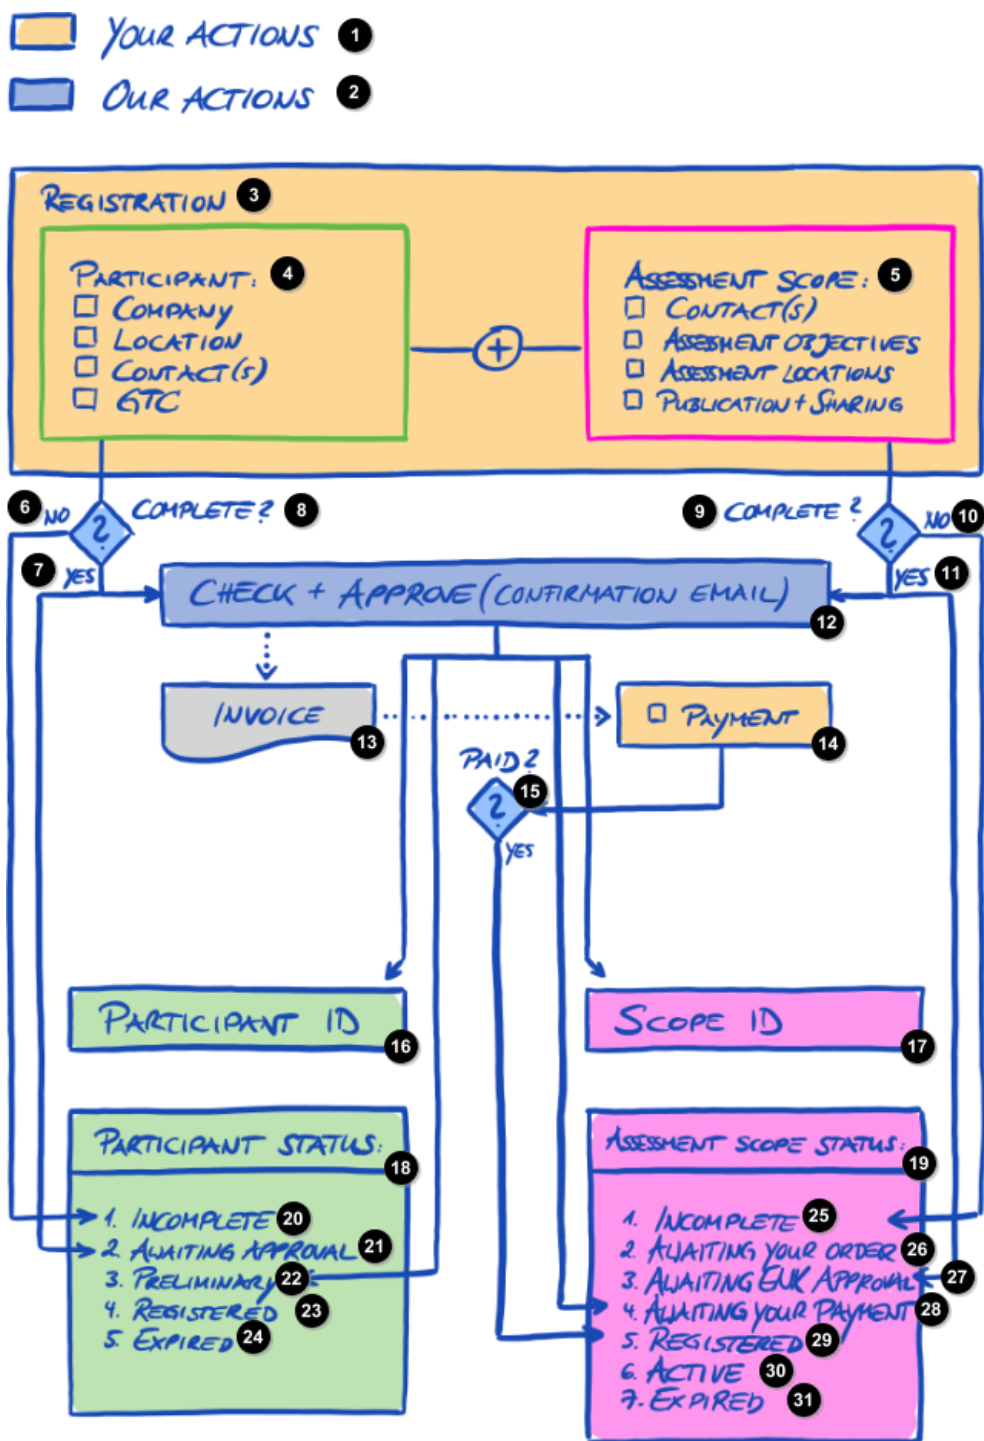 YOUR ACTIONS 1
OUR ACTIONS 2
REGISTRATION 3
PARTICIPANT: 4
COMPANY
LOCATION
CONTACT(S)
GTC
+
ASSESSMENT SCOPE: 5
CONTACT(S)
ASSESSMENT OBJECTIVES
ASSESSMENT LOCATIONS
PUBLICATION + SHARING
6 NO
? COMPLETE? 8
7 YES
9 COMPLETE? ?
NO 10
YES 11
CHECK + APPROVE (CONFIRMATION EMAIL) 12
INVOICE 13
PAYMENT 14
PAID? 15
?
YES
PARTICIPANT ID 16
SCOPE ID 17
PARTICIPANT STATUS: 18
1. INCOMPLETE 20
2. AWAITING APPROVAL 21
3. PRELIMINARY 22
4. REGISTERED 23
5. EXPIRED 24
ASSESSMENT SCOPE STATUS: 19
1. INCOMPLETE 25
2. AWAITING YOUR ORDER 26
3. AWAITING ENX APPROVAL 27
4. AWAITING YOUR PAYMENT 28
5. REGISTERED 29
6. ACTIVE 30
7. EXPIRED 31